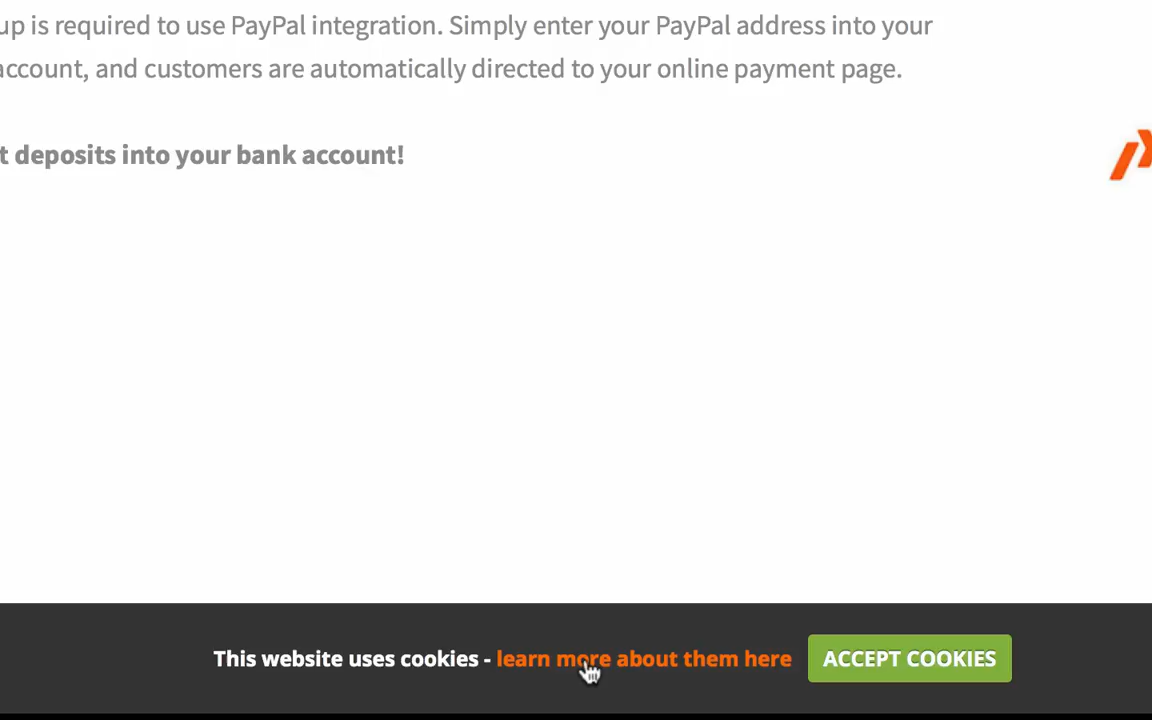 up is required to use PayPal integration. Simply enter your PayPal address into your
account, and customers are automatically directed to your online payment page.
t deposits into your bank account!
This website uses cookies - learn more about them here
ACCEPT COOKIES